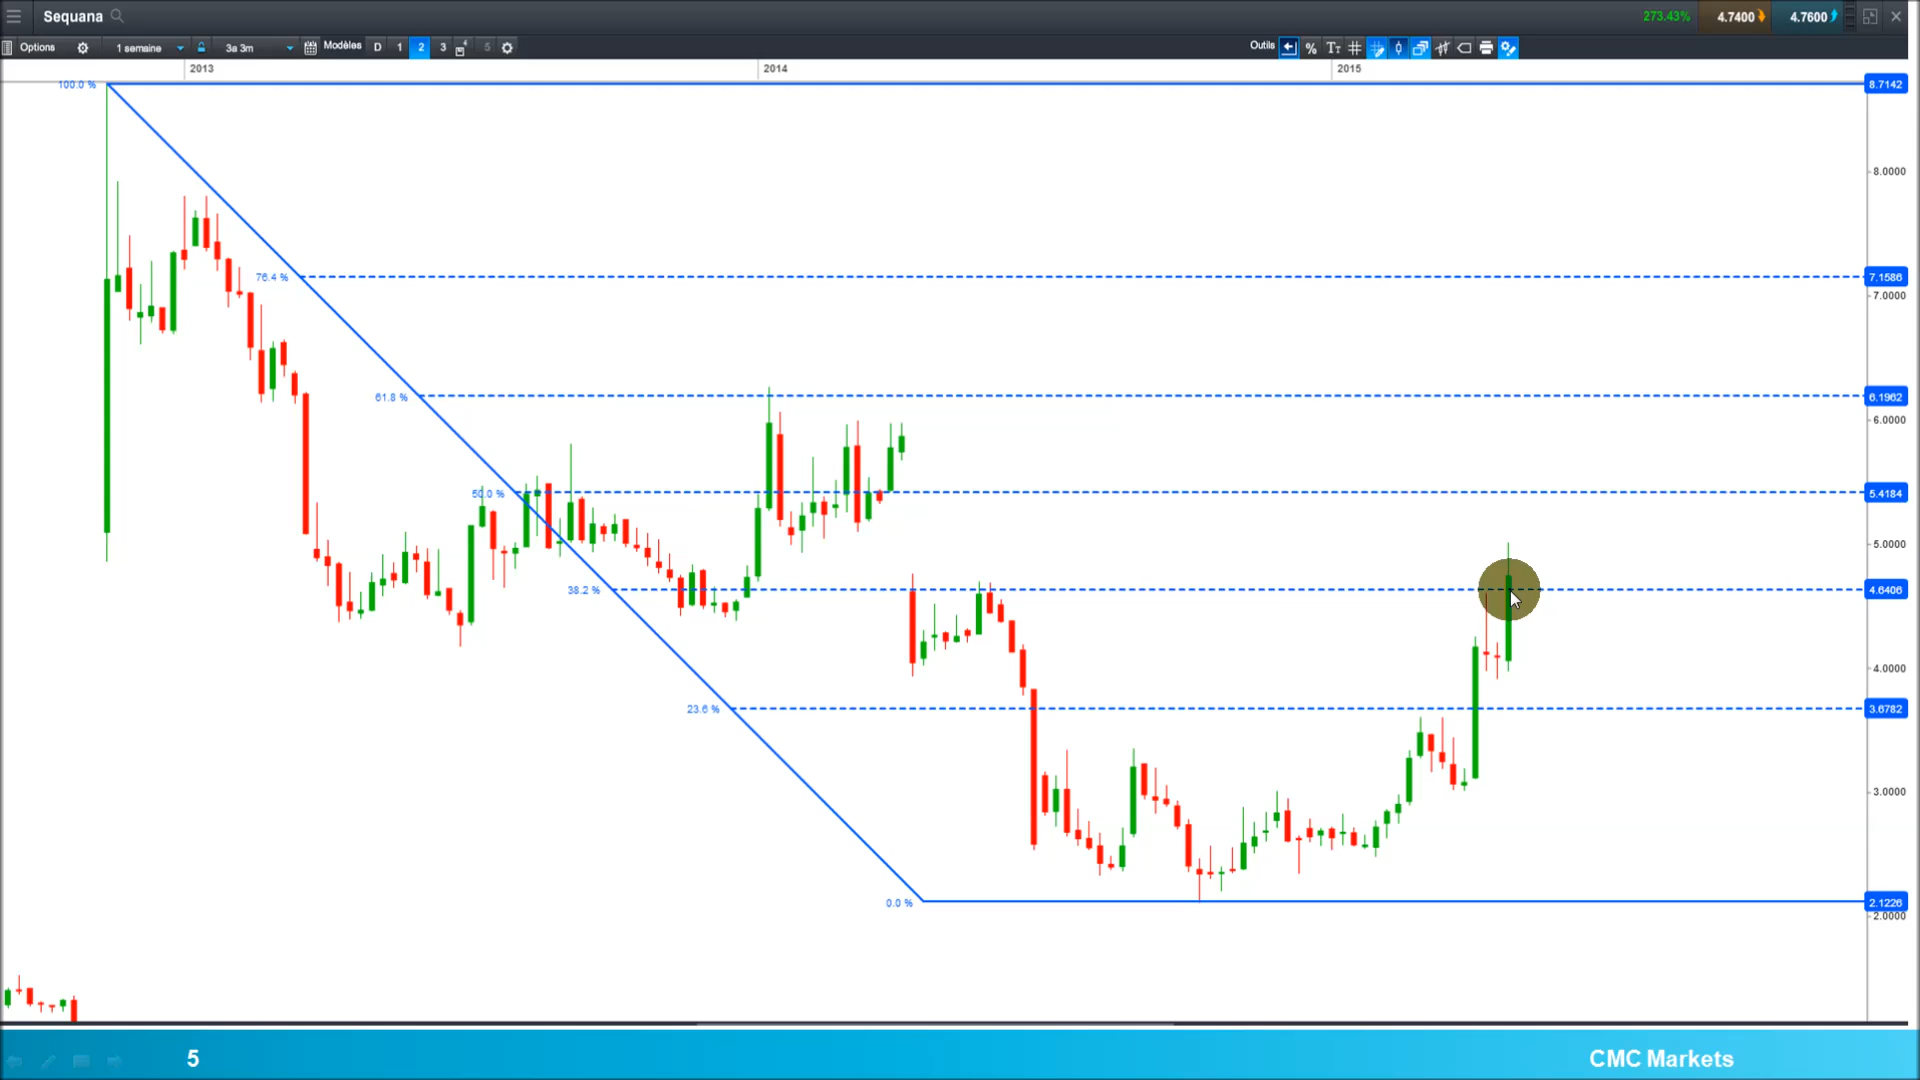 Sequana
273.43% 4.7400 4.7600
Options 1 semaine 3a 3m Modèles D 1 2 3 4 5 Outils % TT
2013 2014 2015
100.0 % 8.7142
8.0000
76.4 % 7.1586
7.0000
61.8 % 6.1962
6.0000
50.0 % 5.4184
5.0000
38.2 % 4.6406
4.0000
23.6 % 3.6782
3.0000
0.0 % 2.1226
2.0000
5 CMC Markets